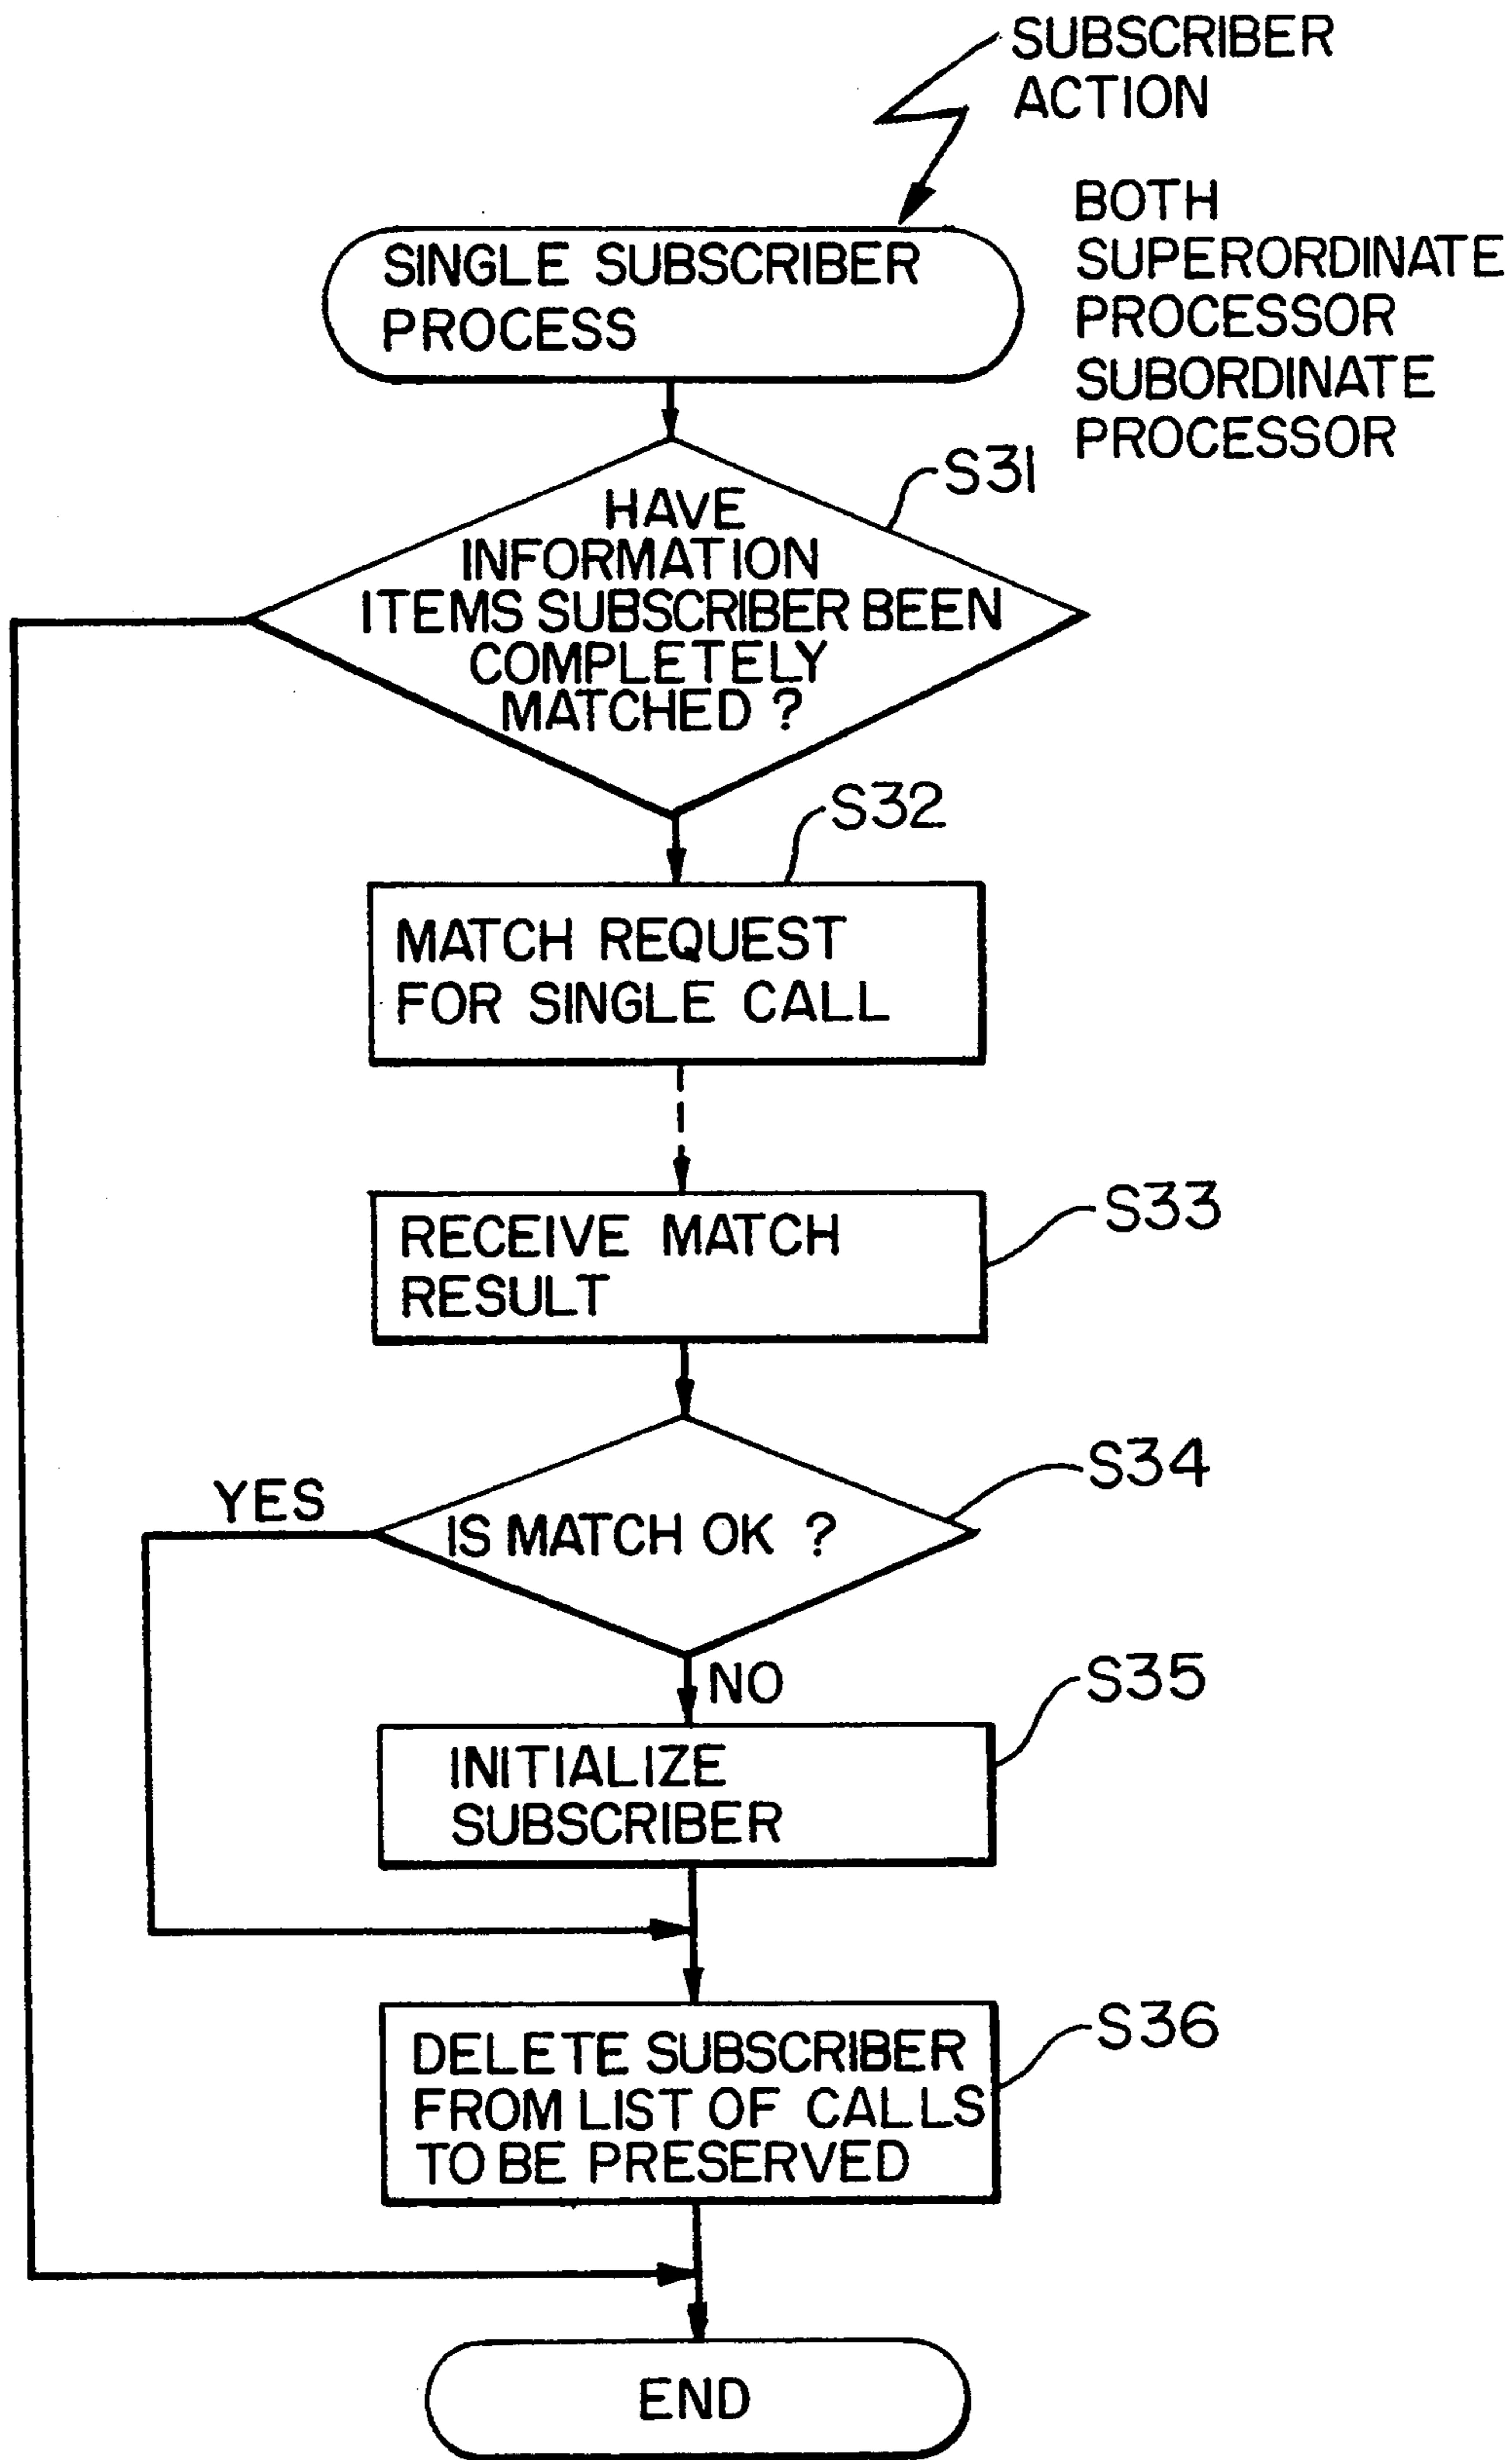 SUBSCRIBER
ACTION
BOTH
SUPERORDINATE
PROCESSOR
SUBORDINATE
PROCESSOR
SINGLE SUBSCRIBER
PROCESS
S31
HAVE
INFORMATION
ITEMS SUBSCRIBER BEEN
COMPLETELY
MATCHED ?
S32
MATCH REQUEST
FOR SINGLE CALL
S33
RECEIVE MATCH
RESULT
S34
YES
IS MATCH OK ?
NO
S35
INITIALIZE
SUBSCRIBER
S36
DELETE SUBSCRIBER
FROM LIST OF CALLS
TO BE PRESERVED
END